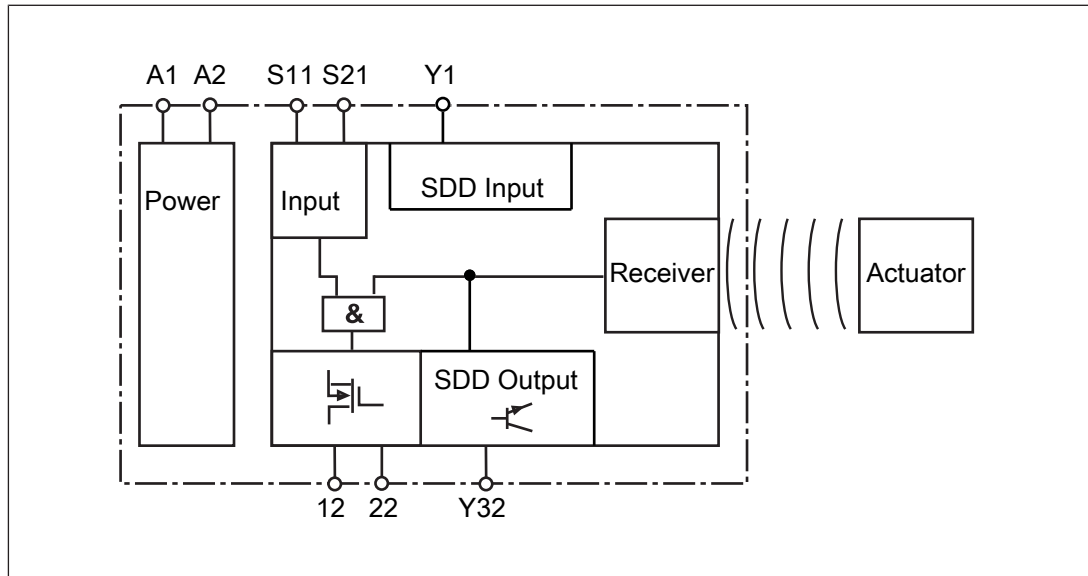 A1 A2 S11 S21 Y1
Power
Input
SDD Input
Receiver
Actuator
&
SDD Output
12 22 Y32